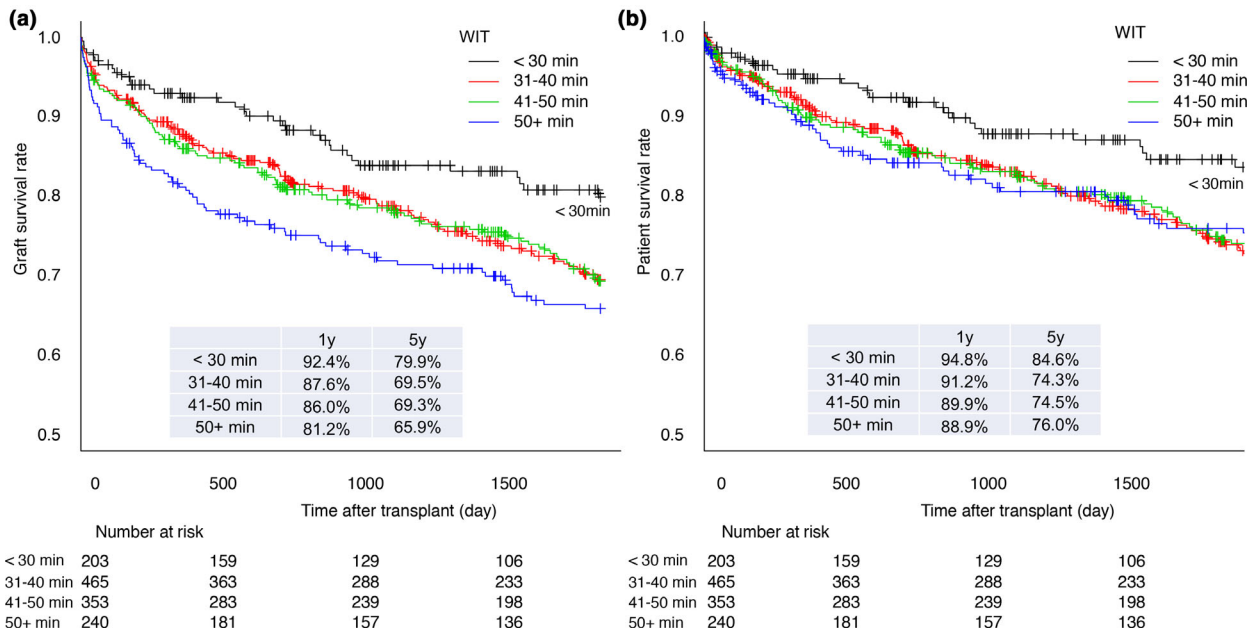 (a)
WIT
< 30 min
31-40 min
41-50 min
50+ min
1.0
0.9
0.8
0.7
0.6
0.5
Graft survival rate
< 30min
1y 5y
< 30 min 92.4% 79.9%
31-40 min 87.6% 69.5%
41-50 min 86.0% 69.3%
50+ min 81.2% 65.9%
0 500 1000 1500
Time after transplant (day)
Number at risk
< 30 min 203 159 129 106
31-40 min 465 363 288 233
41-50 min 353 283 239 198
50+ min 240 181 157 136
(b)
WIT
< 30 min
31-40 min
41-50 min
50+ min
1.0
0.9
0.8
0.7
0.6
0.5
Patient survival rate
< 30min
1y 5y
< 30 min 94.8% 84.6%
31-40 min 91.2% 74.3%
41-50 min 89.9% 74.5%
50+ min 88.9% 76.0%
0 500 1000 1500
Time after transplant (day)
Number at risk
< 30 min 203 159 129 106
31-40 min 465 363 288 233
41-50 min 353 283 239 198
50+ min 240 181 157 136